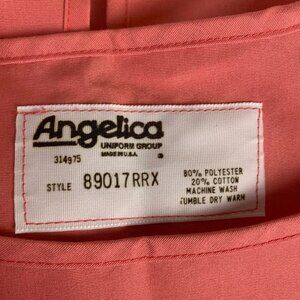 Angelica
UNIFORM GROUP
MADE IN U.S.A.
314975
STYLE 89017RRX
80% POLYESTER
20% COTTON
MACHINE WASH
TUMBLE DRY WARM